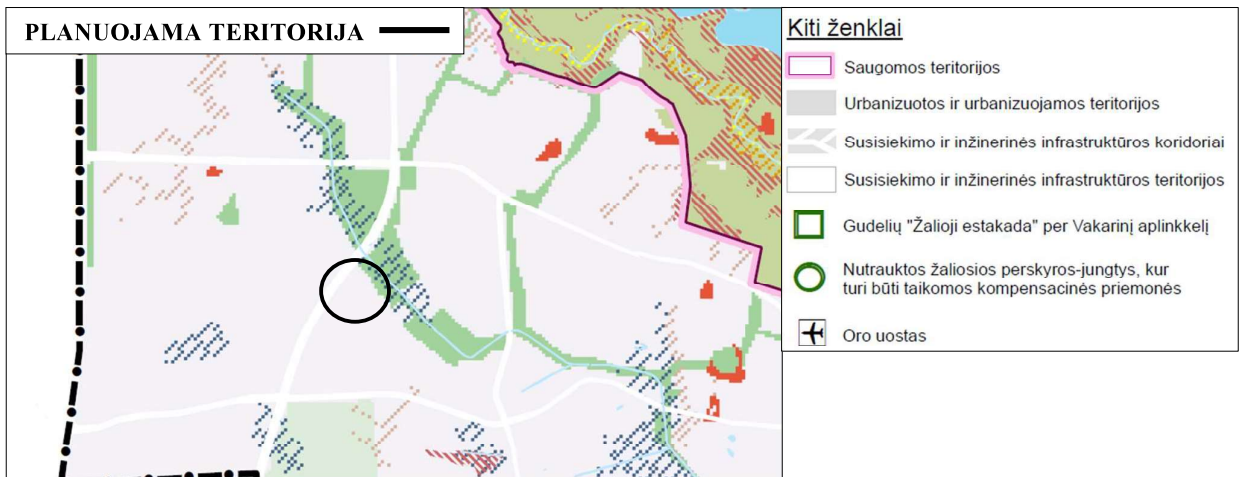 PLANUOJAMA TERITORIJA
Kiti ženklai
Saugomos teritorijos
Urbanizuotos ir urbanizuojamos teritorijos
Susisiekimo ir inžinerinės infrastruktūros koridoriai
Susisiekimo ir inžinerinės infrastruktūros teritorijos
Gudelių "Žalioji estakada" per Vakarinį aplinkkelį
Nutrauktos žaliosios perskyros-jungtys, kur
turi būti taikomos kompensacinės priemonės
Oro uostas